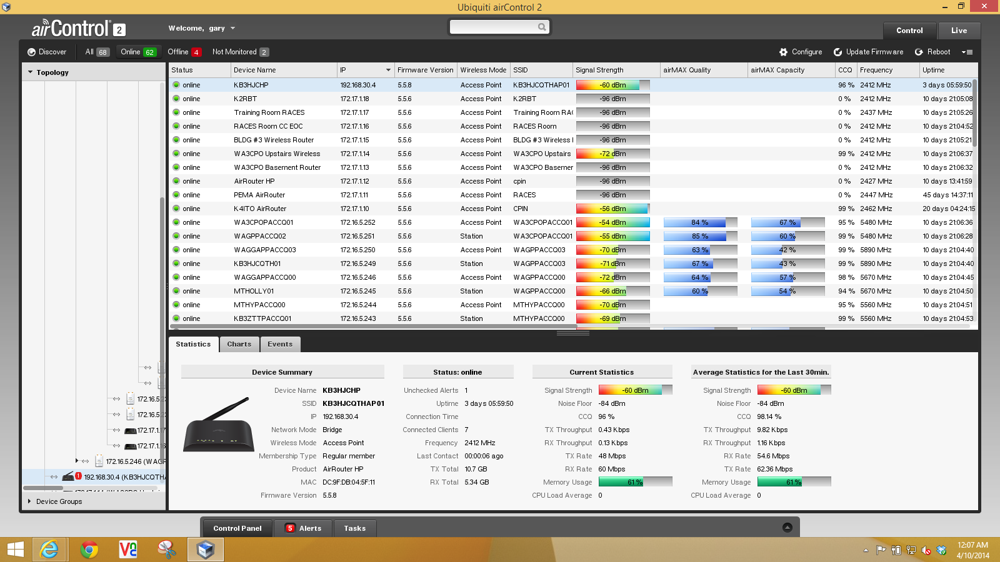 Ubiquiti airControl 2
airControl 2
Welcome, gary
Control
Live
Discover
All 68
Online 62
Offline 4
Not Monitored 2
Configure
Update Firmware
Reboot
Topology
172.16.5.2
172.16.5.2
172.17.1.17
172.17.1.16
172.16.5.246 (WAGP
1 192.168.30.4 (KB3HJCQTHA
Device Groups
Status Device Name IP Firmware Version Wireless Mode SSID Signal Strength airMAX Quality airMAX Capacity CCQ Frequency Uptime
online KB3HJCHP 192.168.30.4 5.5.8 Access Point KB3HJCQTHAP01 -60 dBm 96 % 2412 MHz 3 days 05:59:50
online K2RBT 172.17.1.18 5.5.6 Access Point K2RBT -96 dBm 0 % 2412 MHz 10 days 21:05:08
online Training Room RACES 172.17.1.17 5.5.6 Access Point Training Room RAC -96 dBm 0 % 2437 MHz 10 days 21:05:26
online RACES Room CC EOC 172.17.1.16 5.5.6 Access Point RACES Room -96 dBm 0 % 2412 MHz 10 days 21:04:52
online BLDG #3 Wireless Router 172.17.1.15 5.5.6 Access Point BLDG #3 Wireless -96 dBm 0 % 2412 MHz 10 days 21:05:21
online WA3CPO Upstairs Wireless 172.17.1.14 5.5.6 Access Point WA3CPO Upstairs -72 dBm 99 % 2412 MHz 10 days 21:06:37
online WA3CPO Basement Router 172.17.1.13 5.5.6 Access Point WA3CPO Basemer -96 dBm 0 % 2412 MHz 10 days 21:06:32
online AirRouter HP 172.17.1.12 5.5.6 Access Point cpin -96 dBm 0 % 2427 MHz 10 days 13:41:59
online PEMA AirRouter 172.17.1.11 5.5.6 Access Point RACES -96 dBm 0 % 2447 MHz 45 days 14:37:11
online K4ITO AirRouter 172.17.1.10 5.5.6 Access Point CPIN -56 dBm 99 % 2462 MHz 20 days 04:24:15
online WA3CPOPACCQ01 172.16.5.252 5.5.6 Access Point WA3CPOPACCQ01 -54 dBm 84 % 67 % 95 % 5480 MHz 10 days 21:06:36
online WAGPPACCQ02 172.16.5.251 5.5.6 Station WA3CPOPACCQ01 -55 dBm 85 % 60 % 99 % 5480 MHz 10 days 21:06:28
online WAGGAPPACCQ03 172.16.5.250 5.5.6 Access Point WAGPPACCQ03 -70 dBm 63 % 42 % 99 % 5890 MHz 10 days 21:04:40
online KB3HJCQTH01 172.16.5.249 5.5.6 Station WAGPPACCQ03 -71 dBm 67 % 43 % 99 % 5890 MHz 10 days 21:04:40
online WAGGAPPACCQ00 172.16.5.246 5.5.6 Access Point WAGPPACCQ00 -72 dBm 64 % 57 % 98 % 5670 MHz 10 days 21:04:45
online MTHOLLY01 172.16.5.245 5.5.6 Station WAGPPACCQ00 -66 dBm 60 % 54 % 94 % 5670 MHz 10 days 21:04:50
online MTHYPACCQ00 172.16.5.244 5.5.6 Access Point MTHYPACCQ00 -70 dBm 95 % 5560 MHz 10 days 21:04:51
online KB3ZTTPACCQ01 172.16.5.243 5.5.6 Station MTHYPACCQ00 -69 dBm 99 % 5560 MHz 10 days 21:04:53
Statistics
Charts
Events
Device Summary
Device Name KB3HJCHP
SSID KB3HJCQTHAP01
IP 192.168.30.4
Network Mode Bridge
Wireless Mode Access Point
Membership Type Regular member
Product AirRouter HP
MAC DC:9F:DB:04:5F:11
Firmware Version 5.5.8
Status: online
Unchecked Alerts 1
Uptime 3 days 05:59:50
Connection Time
Connected Clients 7
Frequency 2412 MHz
Last Contact 00:00:06 ago
TX Total 10.7 GB
RX Total 5.34 GB
Current Statistics
Signal Strength -60 dBm
Noise Floor -84 dBm
CCQ 96 %
TX Throughput 0.43 Kbps
RX Throughput 0.13 Kbps
TX Rate 48 Mbps
RX Rate 60 Mbps
Memory Usage 61 %
CPU Load Average 0
Average Statistics for the Last 30min.
Signal Strength -60 dBm
Noise Floor -84 dBm
CCQ 98.14 %
TX Throughput 9.82 Kbps
RX Throughput 1.16 Kbps
RX Rate 54.6 Mbps
TX Rate 62.36 Mbps
Memory Usage 61 %
CPU Load Average 0
Control Panel
5 Alerts
Tasks
VNC
12:07 AM
4/10/2014